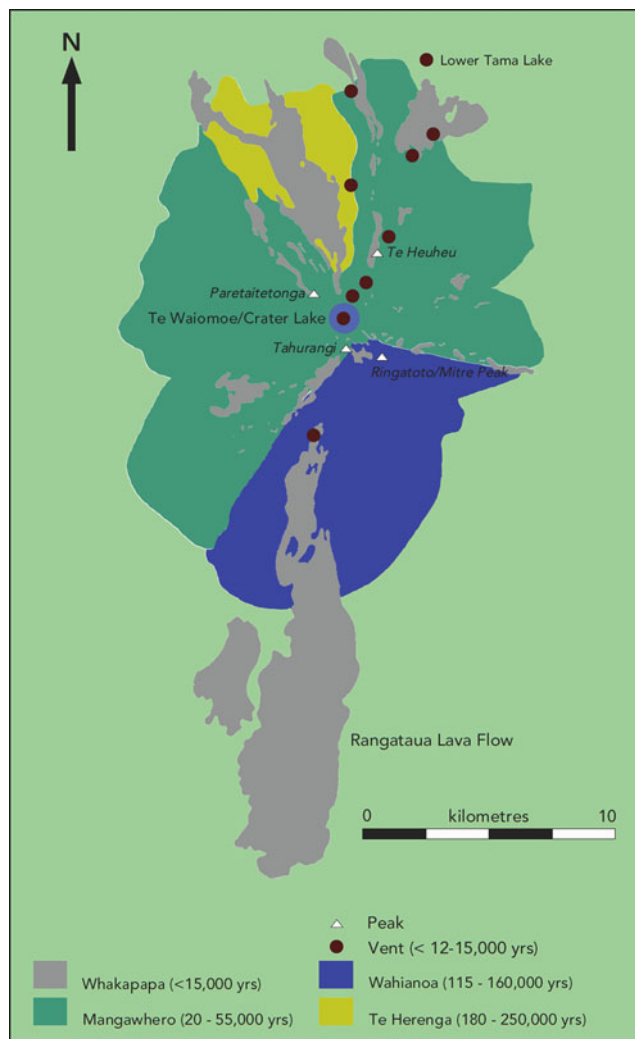 N
Lower Tama Lake
Te Heuheu
Paretaitetonga
Te Waiomoe/Crater Lake
Tahurangi
Ringatoto/Mitre Peak
Rangataua Lava Flow
0 kilometres 10
Peak
Vent (< 12-15,000 yrs)
Whakapapa (<15,000 yrs)
Wahianoa (115 - 160,000 yrs)
Mangawhero (20 - 55,000 yrs)
Te Herenga (180 - 250,000 yrs)